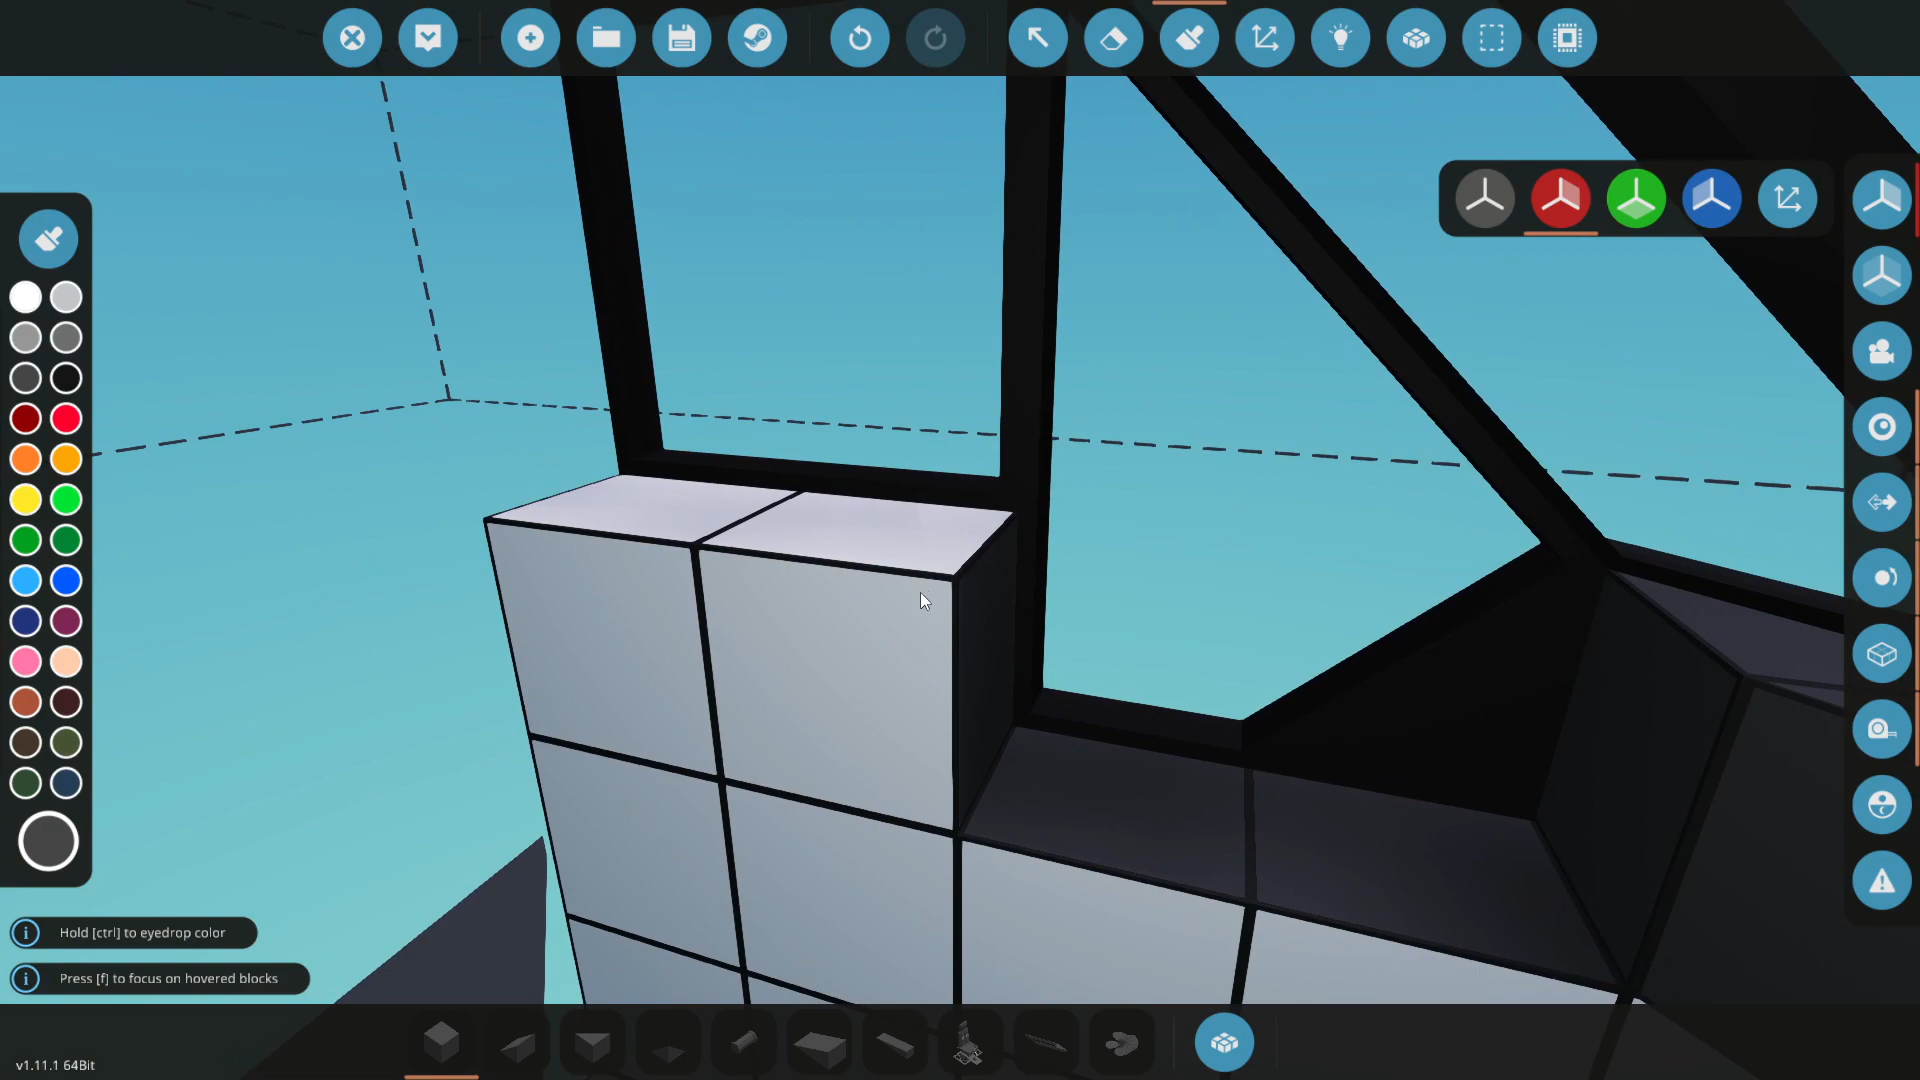 Hold [ctrl] to eyedrop color
Press [f] to focus on hovered blocks
v1.11.1 64Bit